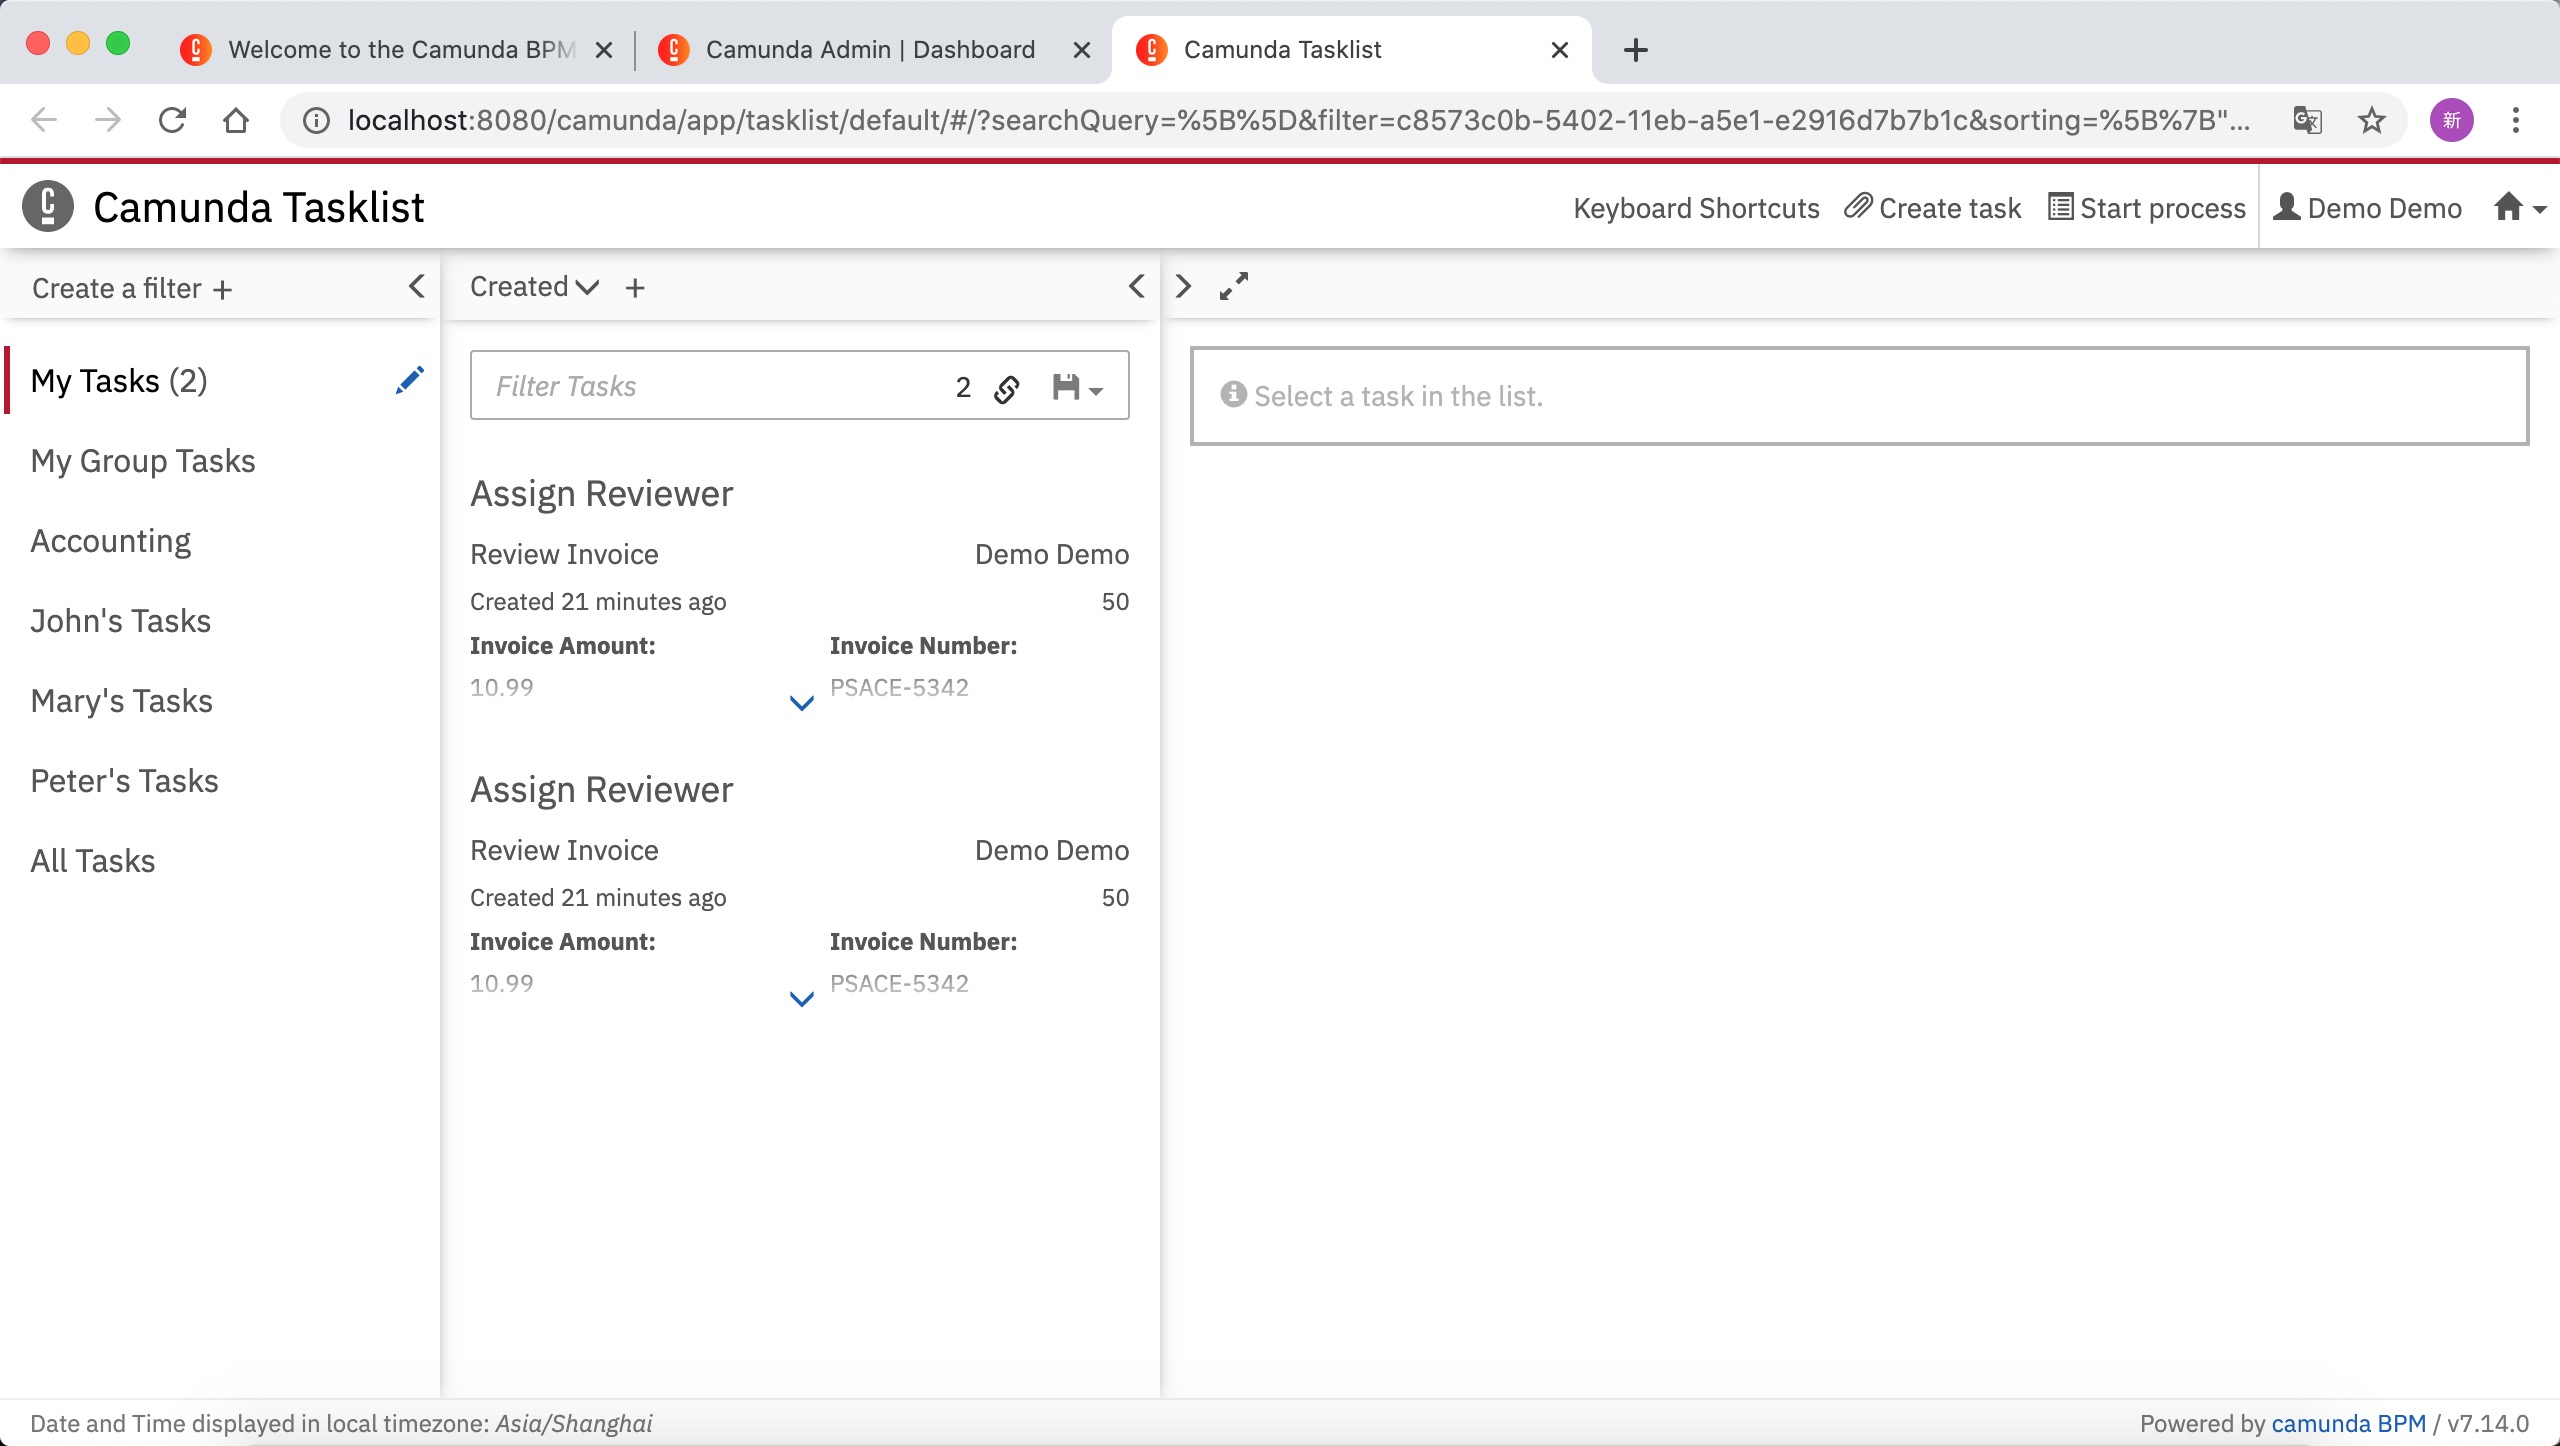 Welcome to the Camunda BPM
Camunda Admin | Dashboard
Camunda Tasklist
localhost:8080/camunda/app/tasklist/default/#/?searchQuery=%5B%5D&filter=c8573c0b-5402-11eb-a5e1-e2916d7b7b1c&sorting=%5B%7B"...
新
Camunda Tasklist
Keyboard Shortcuts
Create task
Start process
Demo Demo
Create a filter +
Created
+
My Tasks (2)
My Group Tasks
Accounting
John's Tasks
Mary's Tasks
Peter's Tasks
All Tasks
Filter Tasks
2
Assign Reviewer
Review Invoice
Demo Demo
Created 21 minutes ago
50
Invoice Amount:
Invoice Number:
10.99
PSACE-5342
Assign Reviewer
Review Invoice
Demo Demo
Created 21 minutes ago
50
Invoice Amount:
Invoice Number:
10.99
PSACE-5342
Select a task in the list.
Date and Time displayed in local timezone: Asia/Shanghai
Powered by camunda BPM / v7.14.0